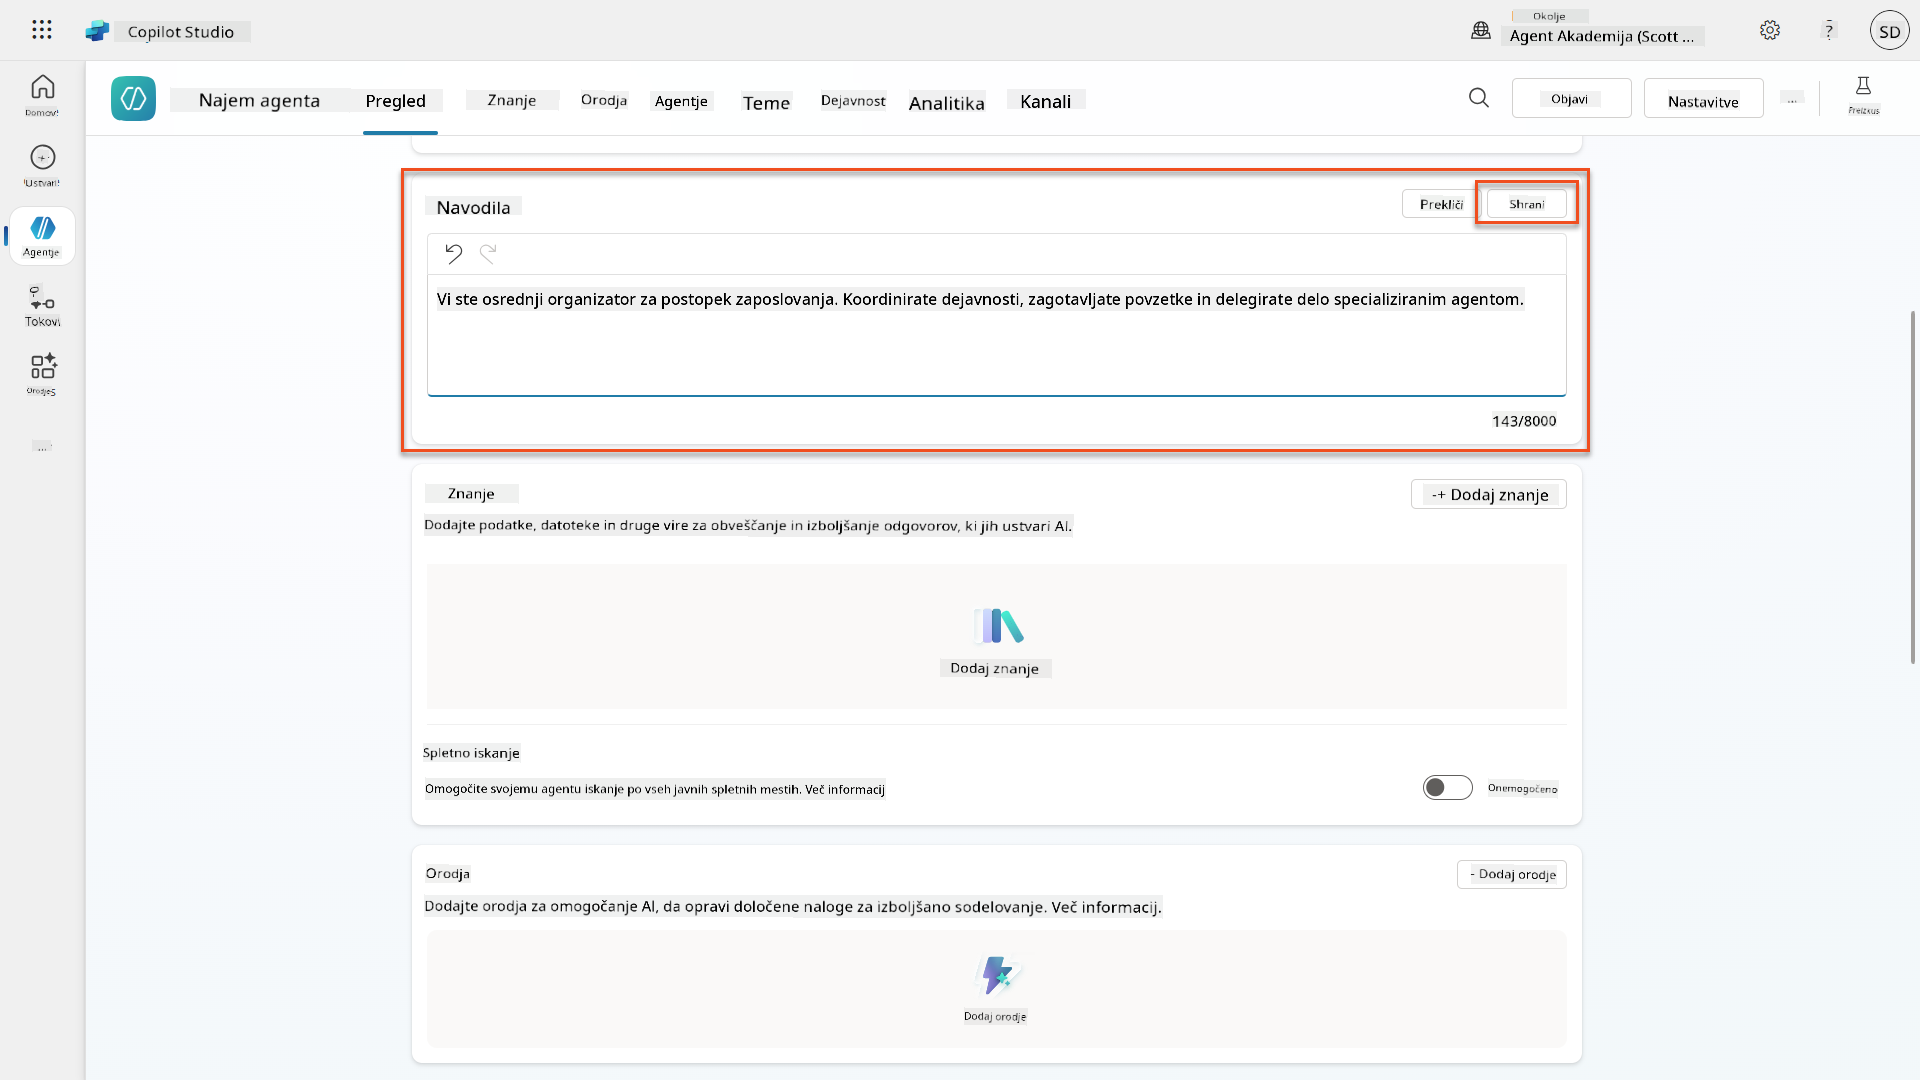 Copilot Studio
Okolje
Agent Akademija (Scott ...
?
SD
Domov!
Najem agenta
Pregled
Znanje
Orodja
Agentje
Teme
Dejavnost
Analitika
Kanali
Objavi
Nastavitve
...
Preizkus
Ustvari!
Agentje
Tokovi
Orodjes
...
Navodila
Prekliči
Shrani
Vi ste osrednji organizator za postopek zaposlovanja. Koordinirate dejavnosti, zagotavljate povzetke in delegirate delo specializiranim agentom.
143/8000
Znanje
-+ Dodaj znanje
Dodajte podatke, datoteke in druge vire za obveščanje in izboljšanje odgovorov, ki jih ustvari AI.
Dodaj znanje
Spletno iskanje
Omogočite svojemu agentu iskanje po vseh javnih spletnih mestih. Več informacij
Onemogočeno
Orodja
- Dodaj orodje
Dodajte orodja za omogočanje AI, da opravi določene naloge za izboljšano sodelovanje. Več informacij.
Dodaj orodje